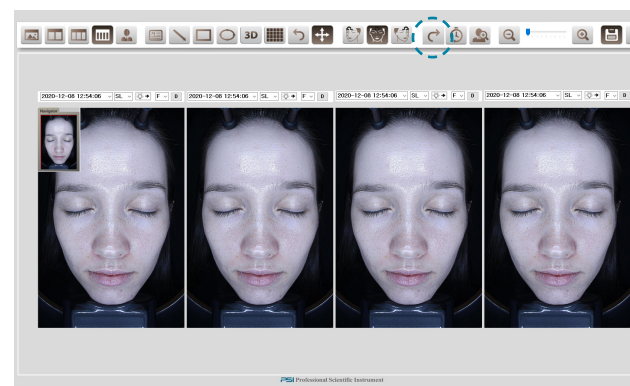 3D
2020-12-08 12:54:06 SL F 0 2020-12-08 12:54:06 SL F 0 2020-12-08 12:54:06 SL F 0 2020-12-08 12:54:06 SL F 0
Navigator
PSI Professional Scientific Instrument